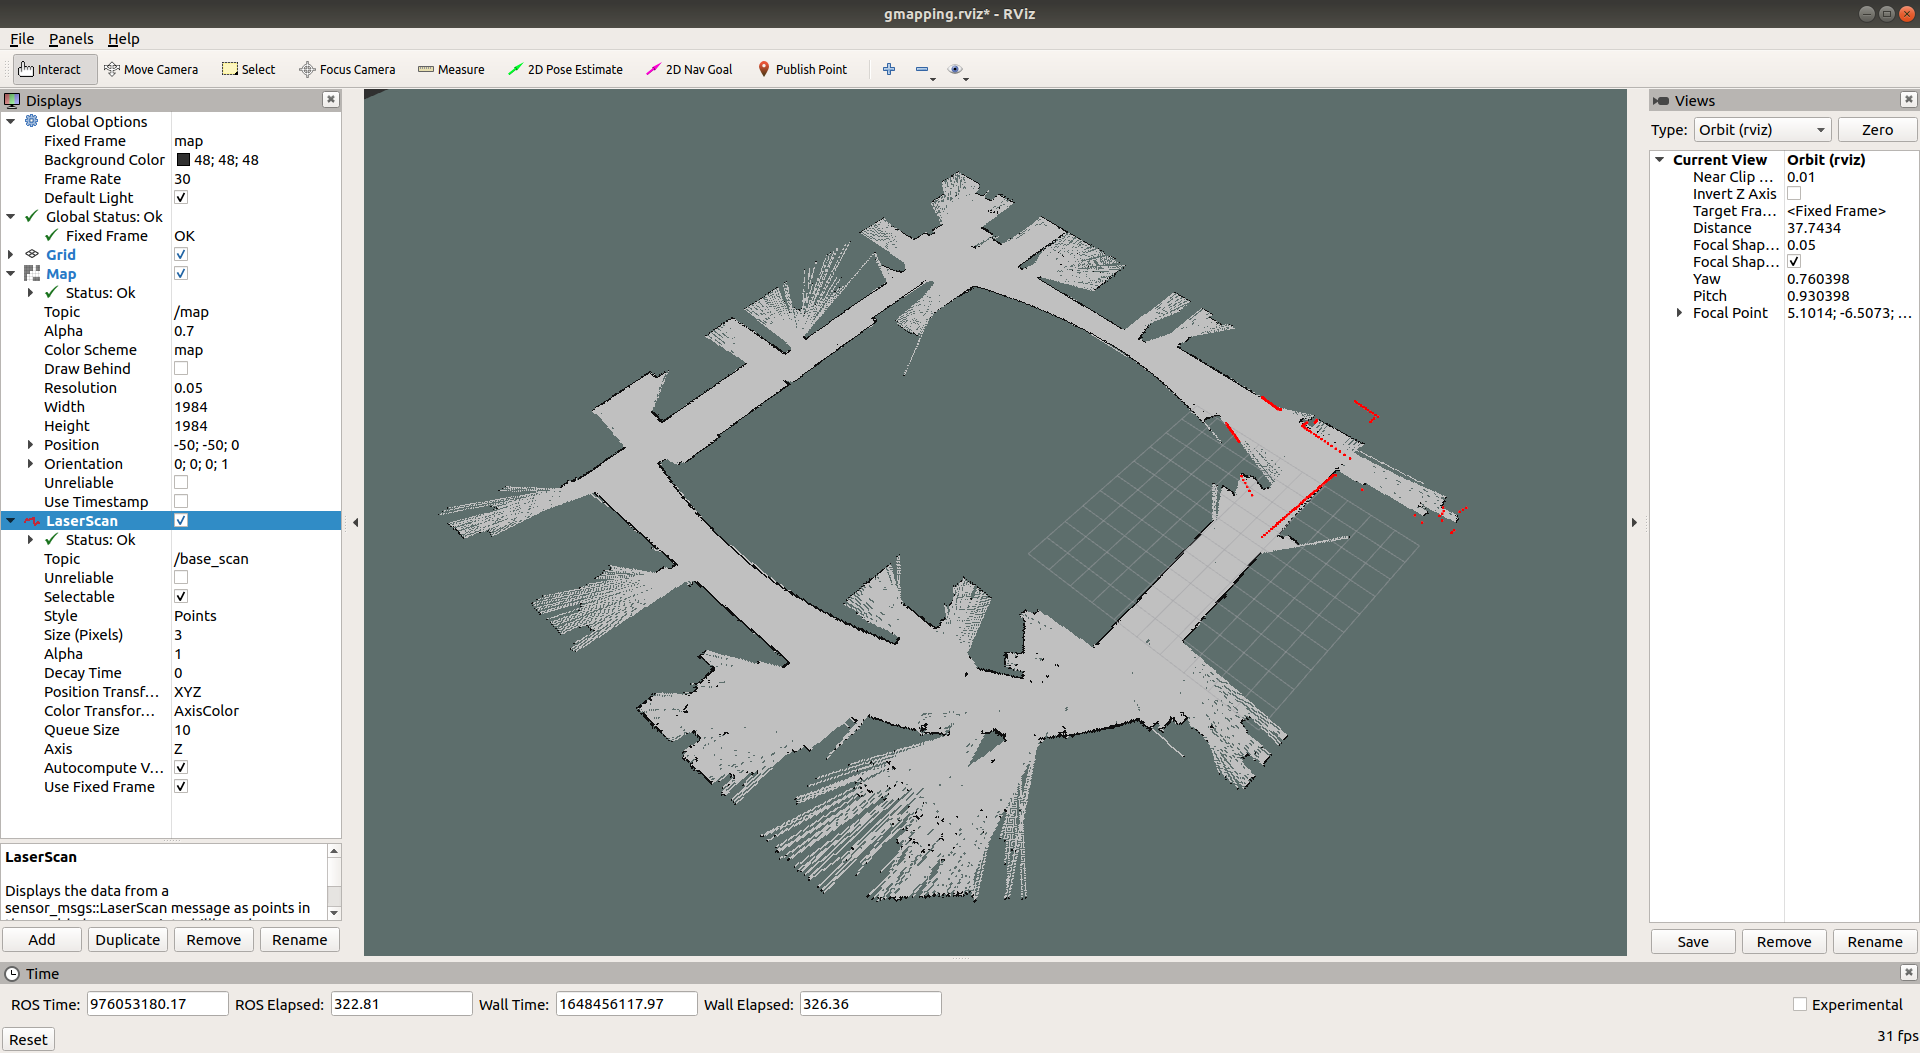 gmapping.rviz* - RViz
File Panels Help
Interact Move Camera Select Focus Camera Measure 2D Pose Estimate 2D Nav Goal Publish Point
Displays
Global Options
Fixed Frame map
Background Color 48; 48; 48
Frame Rate 30
Default Light
Global Status: Ok
Fixed Frame OK
Grid
Map
Status: Ok
Topic /map
Alpha 0.7
Color Scheme map
Draw Behind
Resolution 0.05
Width 1984
Height 1984
Position -50; -50; 0
Orientation 0; 0; 0; 1
Unreliable
Use Timestamp
LaserScan
Status: Ok
Topic /base_scan
Unreliable
Selectable
Style Points
Size (Pixels) 3
Alpha 1
Decay Time 0
Position Transf... XYZ
Color Transfor... AxisColor
Queue Size 10
Axis Z
Autocompute V...
Use Fixed Frame
LaserScan
Displays the data from a
sensor_msgs::LaserScan message as points in
Add Duplicate Remove Rename
Views
Type: Orbit (rviz) Zero
Current View Orbit (rviz)
Near Clip ... 0.01
Invert Z Axis
Target Fra... <Fixed Frame>
Distance 37.7434
Focal Shap... 0.05
Focal Shap...
Yaw 0.760398
Pitch 0.930398
Focal Point 5.1014; -6.5073; ...
Save Remove Rename
Time
ROS Time: 976053180.17 ROS Elapsed: 322.81 Wall Time: 1648456117.97 Wall Elapsed: 326.36 Experimental
Reset 31 fps